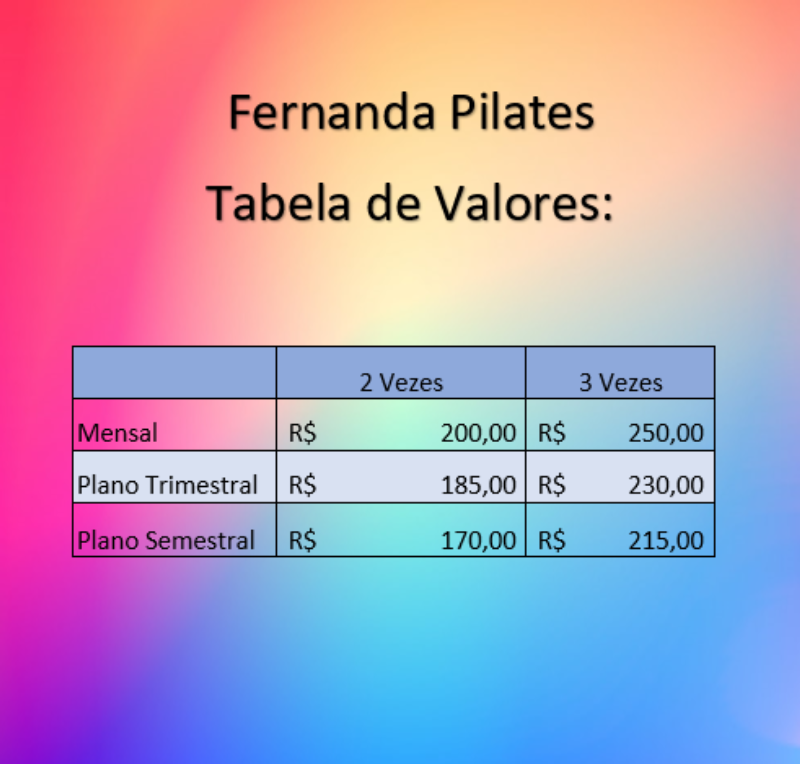 Fernanda Pilates
Tabela de Valores:
2 Vezes 3 Vezes
Mensal R$ 200,00 R$ 250,00
Plano Trimestral R$ 185,00 R$ 230,00
Plano Semestral R$ 170,00 R$ 215,00